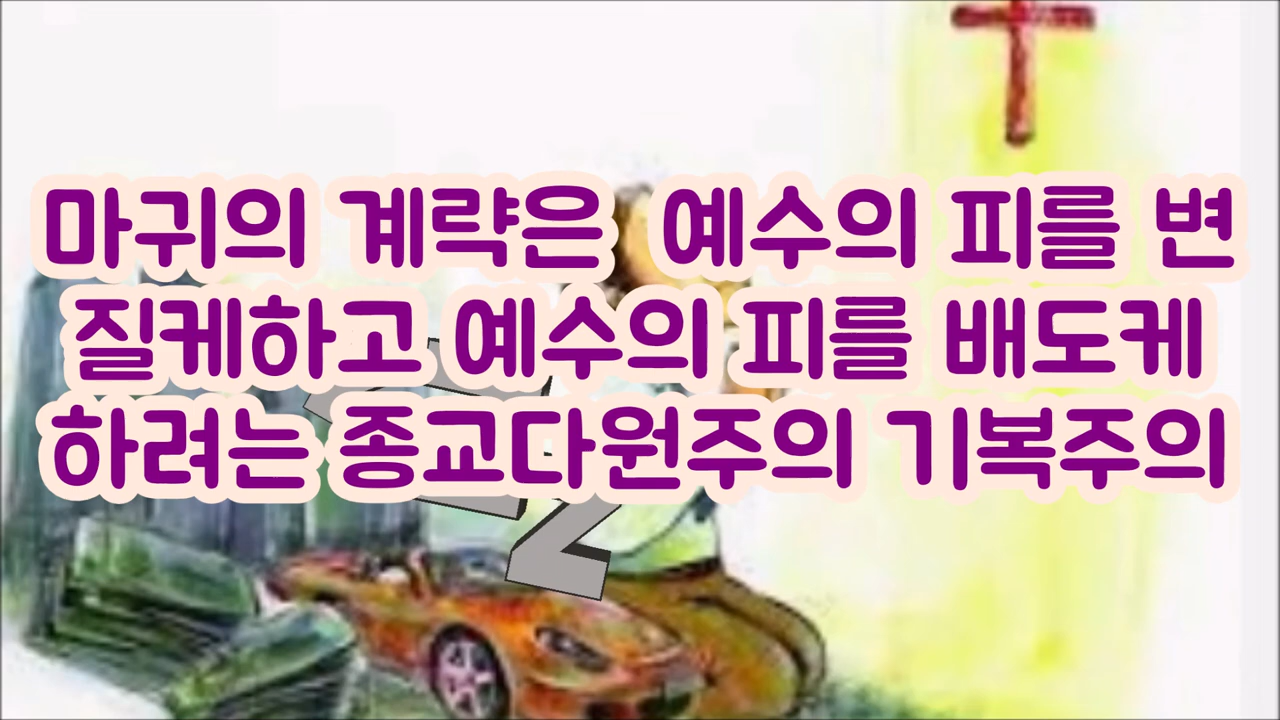 마귀의 계략은 예수의 피를 변
질케하고 예수의 피를 배도케
하려는 종교다원주의 기복주의